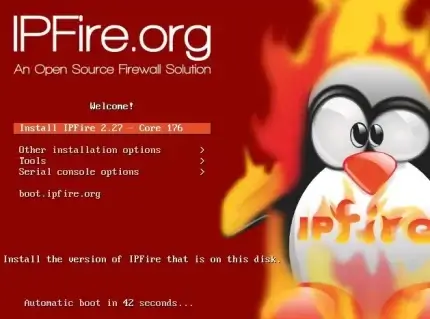 IPFire.org
An Open Source Firewall Solution
Welcome!
Install IPFire 2.27 - Core 176
Other installation options >
Tools >
Serial console options >
boot.ipfire.org
IPfire
Install the version of IPFire that is on this disk.
Automatic boot in 42 seconds...